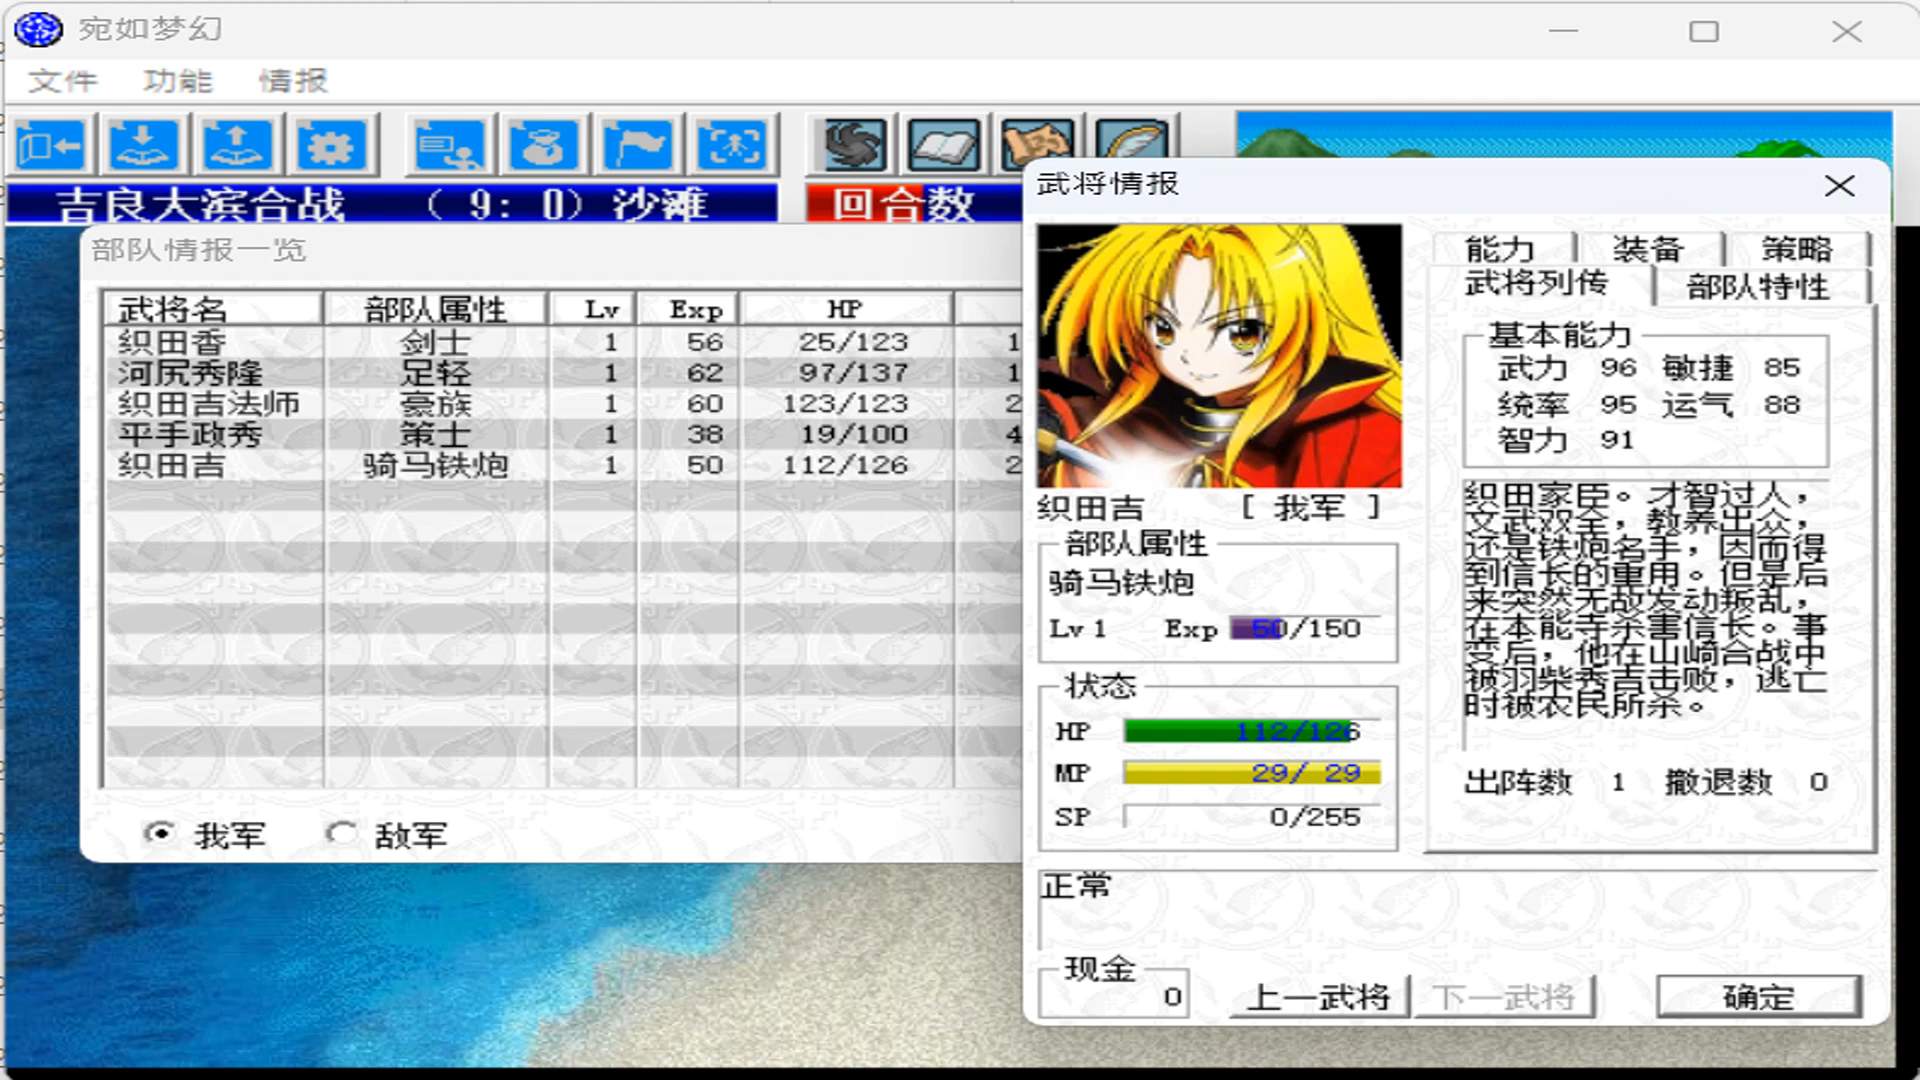 宛如梦幻
文件 功能 情报
吉良大滨合战 （ 9: 0） 沙滩
回合数
部队情报一览
武将名 部队属性 Lv Exp HP
织田香 剑士 1 56 25/123 1
河尻秀隆 足轻 1 62 97/137 1
织田吉法师 豪族 1 60 123/123 2
平手政秀 策士 1 38 19/100 4
织田吉 骑马铁炮 1 50 112/126 2
我军 敌军
武将情报
织田吉 [ 我军 ]
部队属性
骑马铁炮
Lv 1 Exp 50/150
状态
HP 112/126
MP 29/ 29
SP 0/255
能力 装备 策略
武将列传 部队特性
基本能力
武力 96 敏捷 85
统率 95 运气 88
智力 91
织田家臣。才智过人，
文武双全，教养出众，
还是铁炮名手，因而得
到信长的重用。但是后
来突然无故发动叛乱，
在本能寺杀害信长。事
变后，他在山崎合战中
被羽柴秀吉击败，逃亡
时被农民所杀。
出阵数 1 撤退数 0
正常
现金
0
上一武将 下一武将 确定